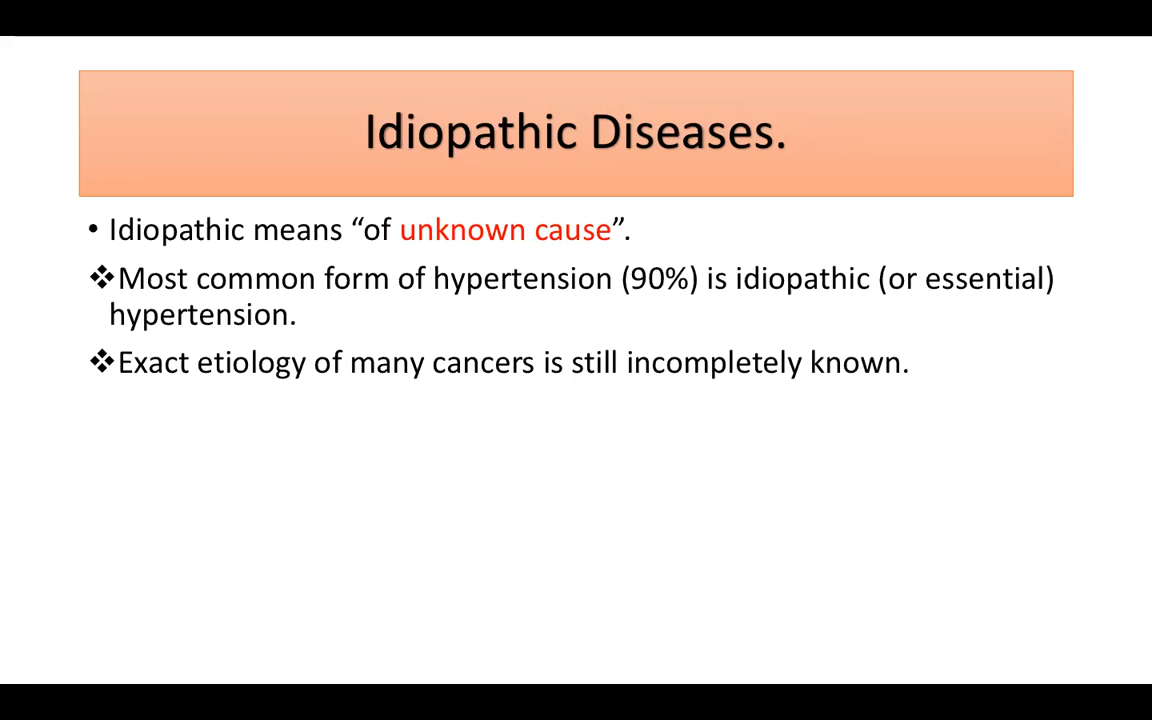 Idiopathic Diseases.
• Idiopathic means “of unknown cause”.
❖Most common form of hypertension (90%) is idiopathic (or essential)
hypertension.
❖Exact etiology of many cancers is still incompletely known.